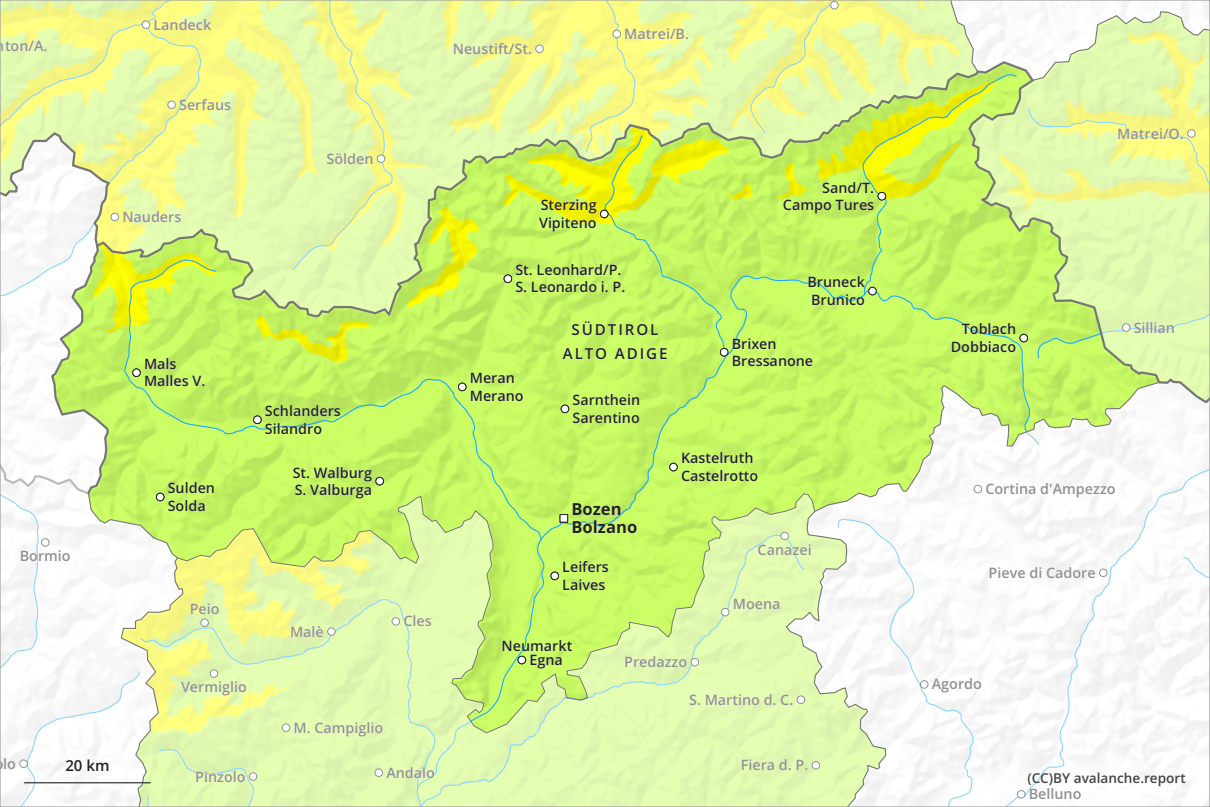 Landeck
nton/A.
Neustift/St.
Matrei/B.
Serfaus
Matrei/O.
Sölden
Nauders
Sand/T.
Campo Tures
Sterzing
Vipiteno
St. Leonhard/P.
S. Leonardo i. P.
Bruneck
Brunico
SÜDTIROL
ALTO ADIGE
Toblach
Dobbiaco
Sillian
Brixen
Bressanone
Mals
Malles V.
Meran
Merano
Sarnthein
Sarentino
Schlanders
Silandro
Kastelruth
Castelrotto
St. Walburg
S. Valburga
Sulden
Solda
Cortina d'Ampezzo
Bozen
Bolzano
Bormio
Canazei
Leifers
Laives
Pieve di Cadore
Peio
Moena
Cles
Malè
Neumarkt
Egna
Predazzo
Vermiglio
Agordo
S. Martino d. C.
M. Campiglio
olo
20 km
Pinzolo
Andalo
Fiera d. P.
(CC)BY avalanche.report
Belluno